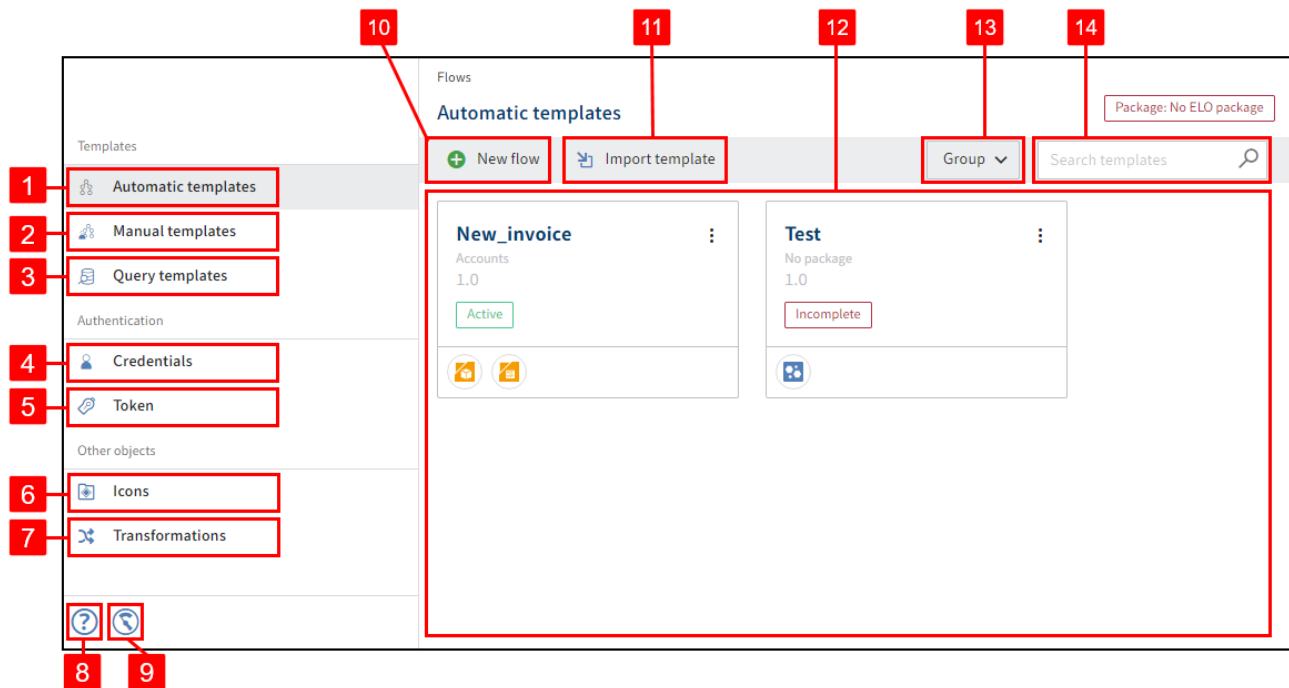 10
11
12
13
14
Flows
Automatic templates
Package: No ELO package
Templates
New flow
Import template
Group
Search templates
1
Automatic templates
2
Manual templates
3
Query templates
Authentication
4
Credentials
5
Token
Other objects
6
Icons
7
Transformations
8
9
New_invoice
Accounts
1.0
Active
Test
No package
1.0
Incomplete